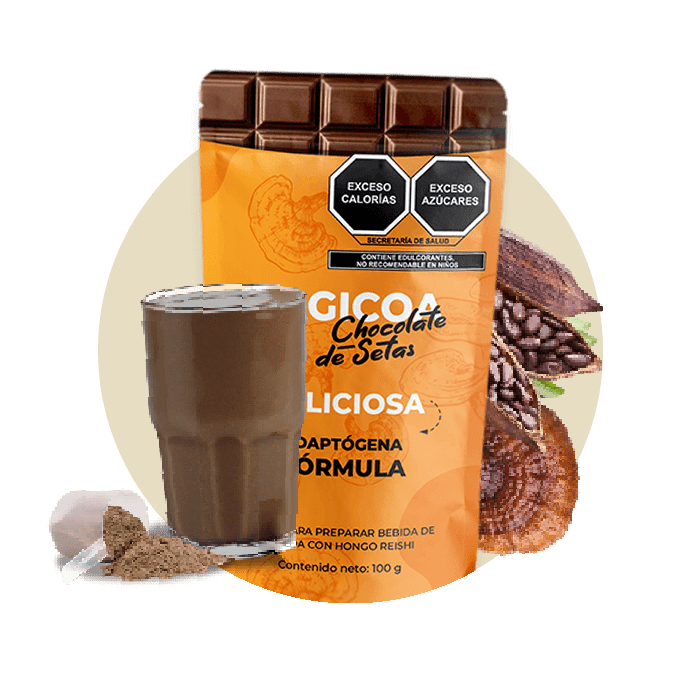 EXCESO
CALORÍAS
EXCESO
AZÚCARES
SECRETARÍA DE SALUD
CONTIENE EDULCORANTES,
NO RECOMENDABLE EN NIÑOS
GICOA
Chocolate
de Setas
LICIOSA
DAPTÓGENA
ÓRMULA
ARA PREPARAR BEBIDA DE
CON HONGO REISHI
Contenido neto: 100 g